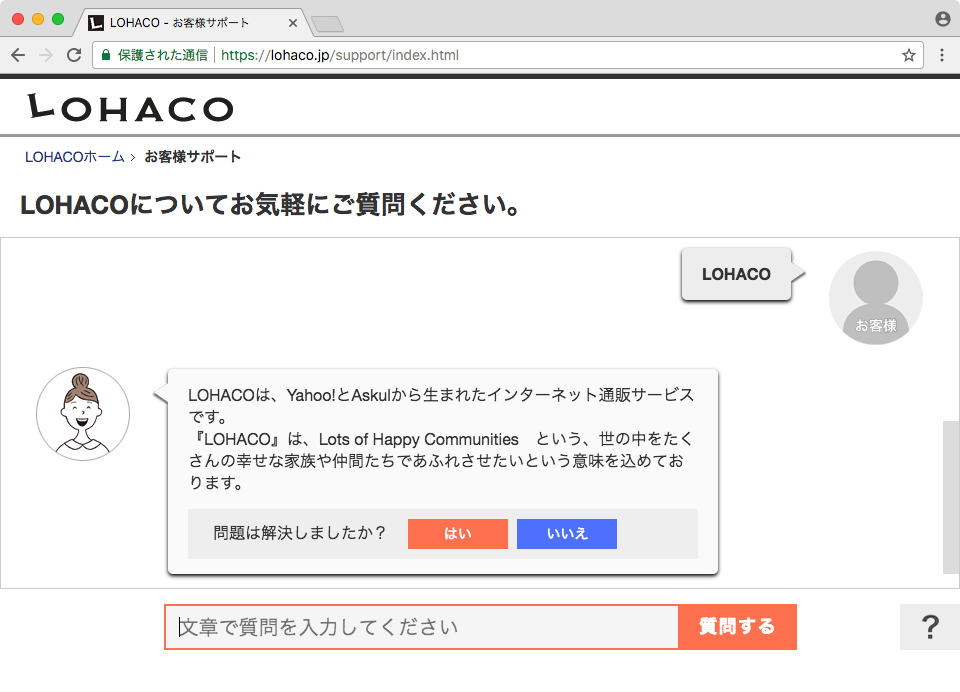 LOHACO - お客様サポート
保護された通信 | https://lohaco.jp/support/index.html
LOHACO
LOHACOホーム > お客様サポート
LOHACOについてお気軽にご質問ください。
LOHACO
お客様
LOHACOは、Yahoo!とAskulから生まれたインターネット通販サービス
です。
『LOHACO』は、Lots of Happy Communities　という、世の中をたく
さんの幸せな家族や仲間たちであふれさせたいという意味を込めてお
ります。
問題は解決しましたか？ はい いいえ
文章で質問を入力してください 質問する ?